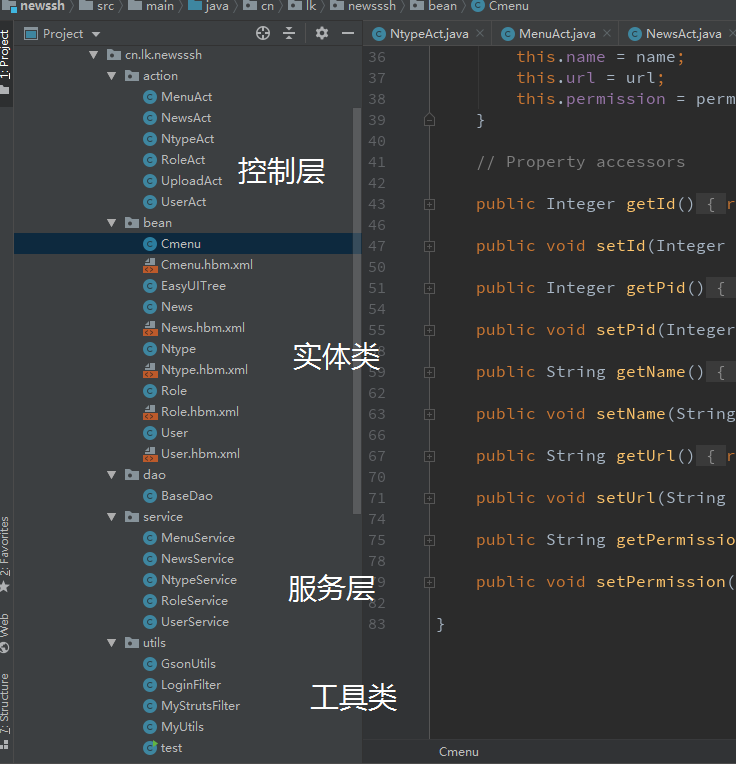 newssh src main java cn lk newsssh bean Cmenu
1: Project
Project
NtypeAct.java MenuAct.java NewsAct.java
cn.lk.newsssh
action
MenuAct
NewsAct
NtypeAct
RoleAct
UploadAct
UserAct
控制层
bean
Cmenu
Cmenu.hbm.xml
EasyUITree
News
News.hbm.xml
Ntype
Ntype.hbm.xml
Role
Role.hbm.xml
User
User.hbm.xml
实体类
dao
BaseDao
service
MenuService
NewsService
NtypeService
RoleService
UserService
服务层
utils
GsonUtils
LoginFilter
MyStrutsFilter
MyUtils
test
工具类
2: Favorites
Web
7: Structure
36 this.name = name;
37 this.url = url;
38 this.permission = perm
39 }
40
41 // Property accessors
42
43 public Integer getId() { r
46
47 public void setId(Integer
50
51 public Integer getPid() {
54
55 public void setPid(Integer
58
59 public String getName() {
62
63 public void setName(String
66
67 public String getUrl() { r
70
71 public void setUrl(String
74
75 public String getPermissio
78
79 public void setPermission(
82
83 }
Cmenu